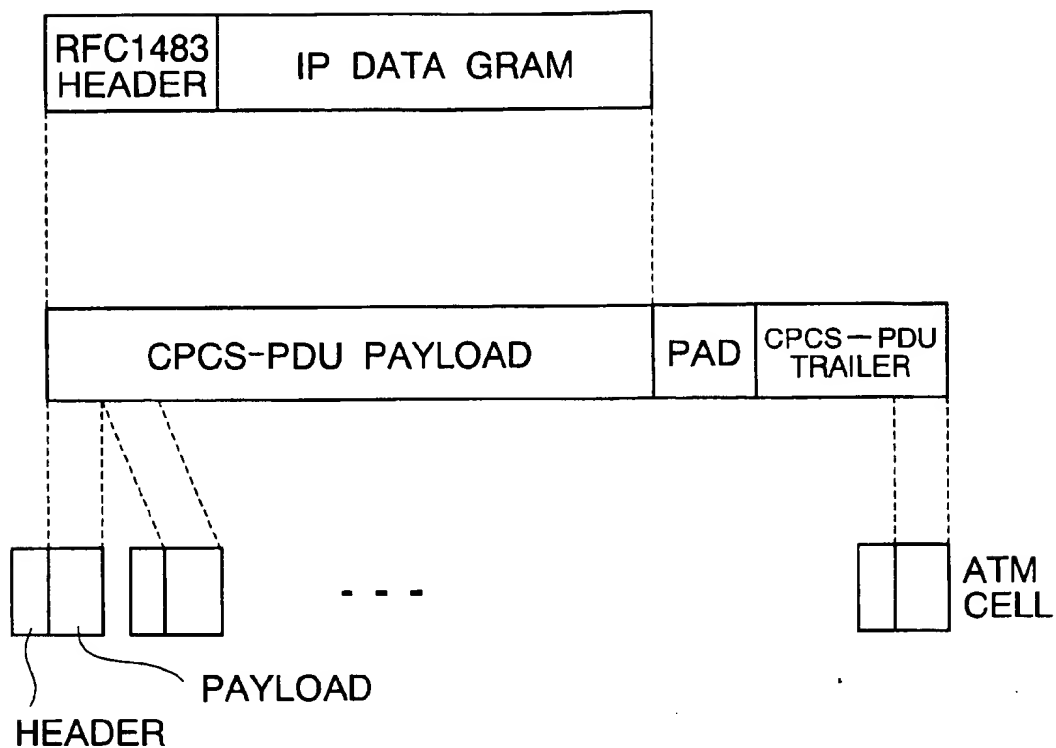 RFC1483
HEADER
IP DATA GRAM
CPCS-PDU PAYLOAD
PAD
CPCS-PDU
TRAILER
- - -
ATM
CELL
PAYLOAD
HEADER